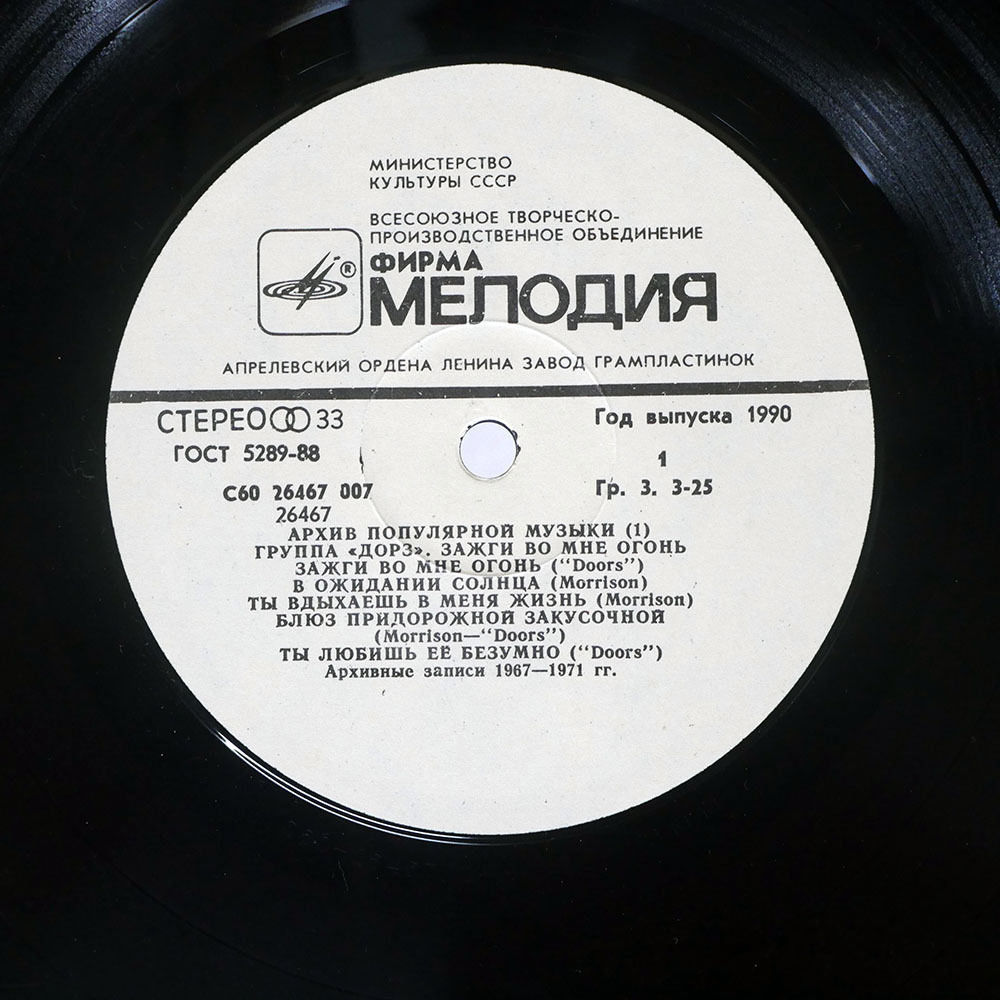 МИНИСТЕРСТВО
КУЛЬТУРЫ СССР
ВСЕСОЮЗНОЕ ТВОРЧЕСКО-
ПРОИЗВОДСТВЕННОЕ ОБЪЕДИНЕНИЕ
®
ФИРМА
МЕЛОДИЯ
АПРЕЛЕВСКИЙ ОРДЕНА ЛЕНИНА ЗАВОД ГРАМПЛАСТИНОК
СТЕРЕО 33
Год выпуска 1990
ГОСТ 5289-88
1
С60 26467 007
Гр. 3. 3-25
26467
АРХИВ ПОПУЛЯРНОЙ МУЗЫКИ (1)
ГРУППА «ДОРЗ». ЗАЖГИ ВО МНЕ ОГОНЬ
ЗАЖГИ ВО МНЕ ОГОНЬ (“Doors”)
В ОЖИДАНИИ СОЛНЦА (Morrison)
ТЫ ВДЫХАЕШЬ В МЕНЯ ЖИЗНЬ (Morrison)
БЛЮЗ ПРИДОРОЖНОЙ ЗАКУСОЧНОЙ
(Morrison—“Doors”)
ТЫ ЛЮБИШЬ ЕЁ БЕЗУМНО (“Doors”)
Архивные записи 1967—1971 гг.